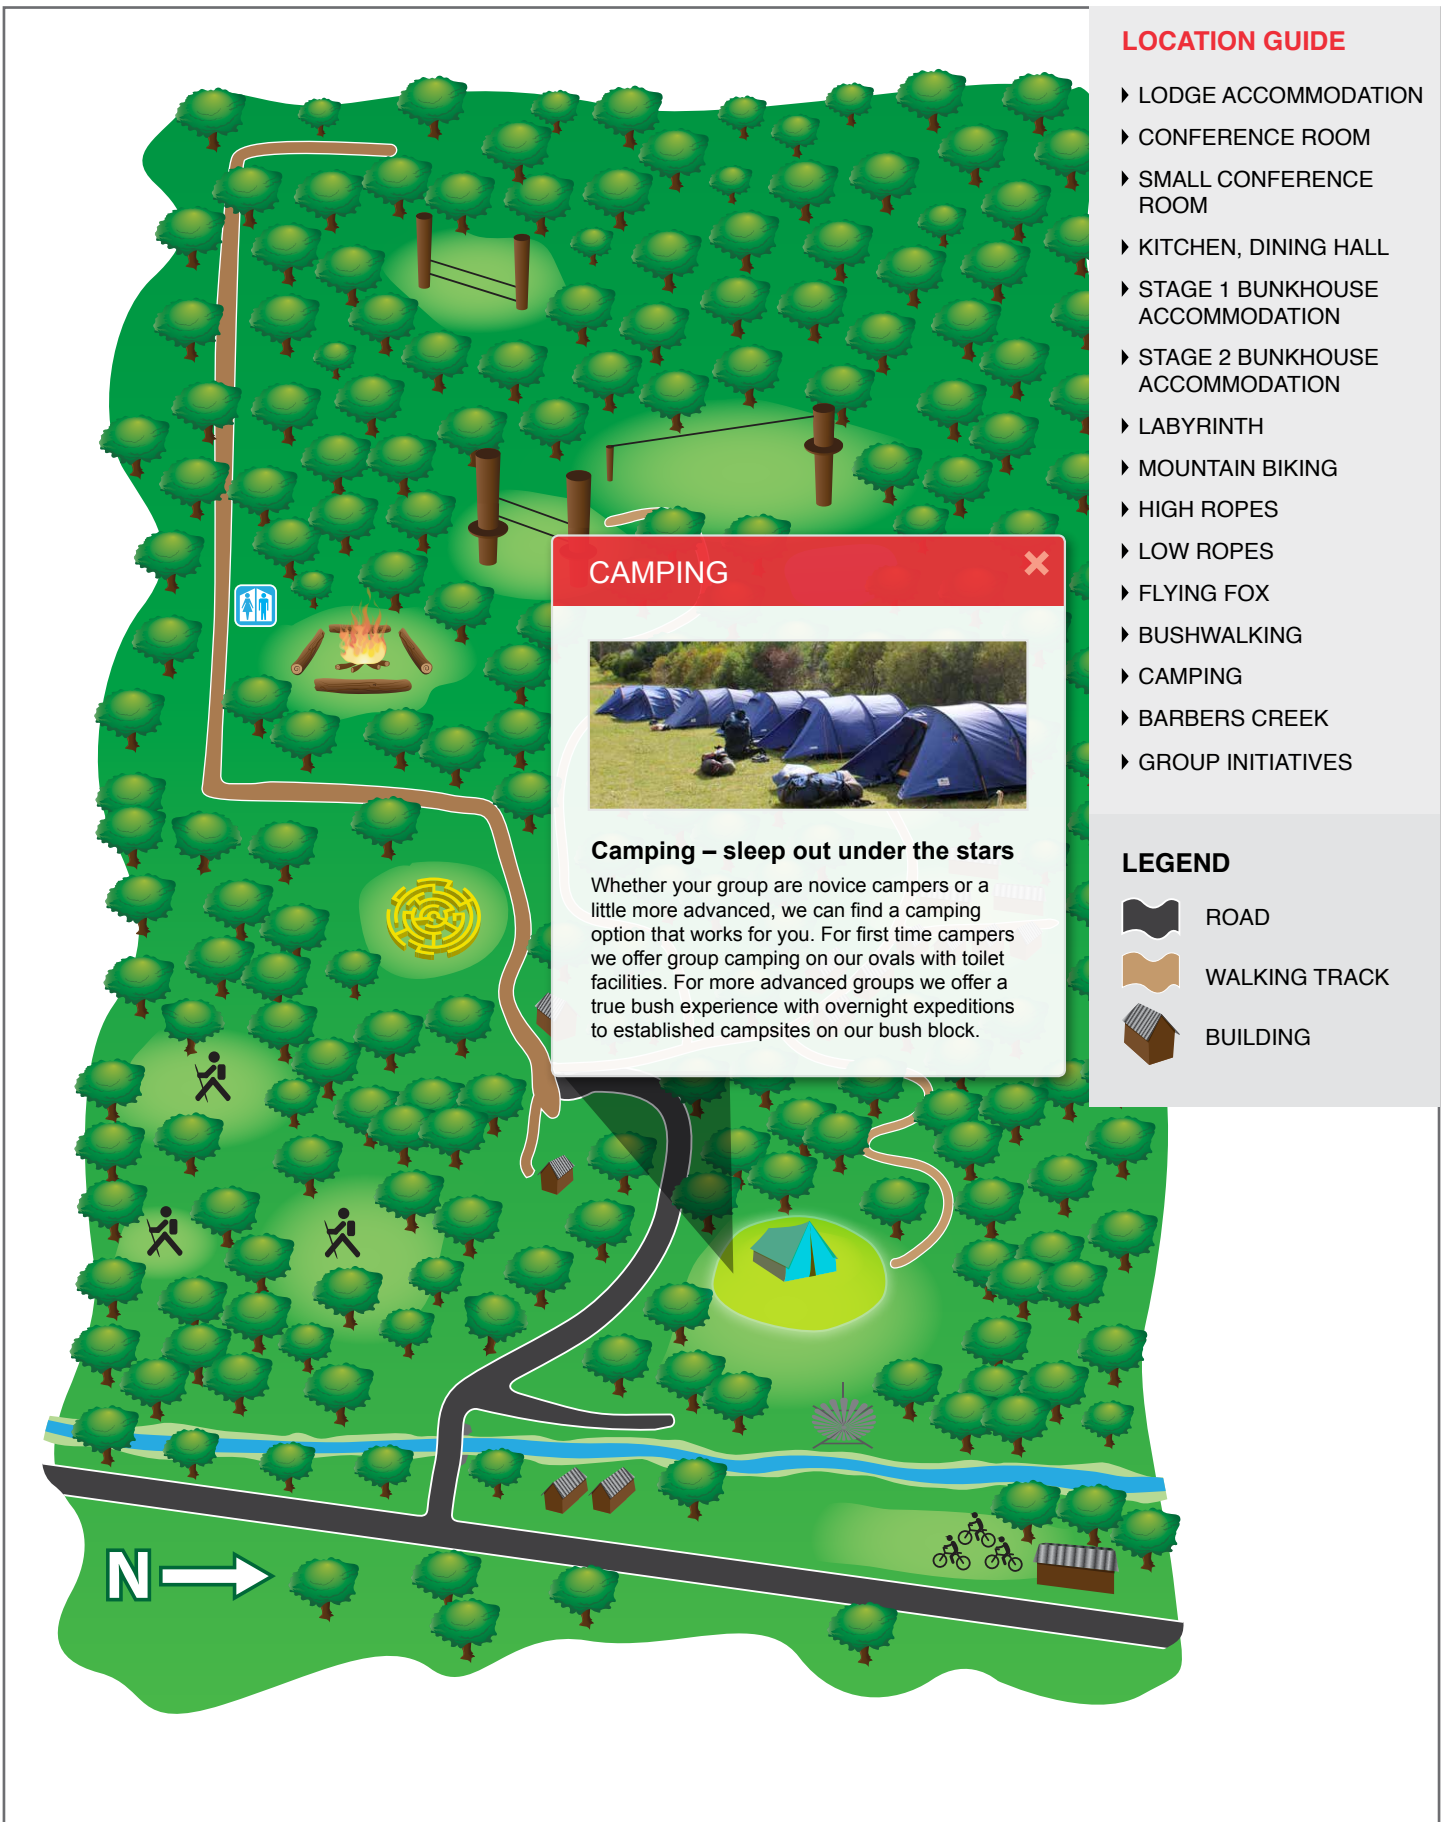 LOCATION GUIDE
LODGE ACCOMMODATION
CONFERENCE ROOM
SMALL CONFERENCE
ROOM
KITCHEN, DINING HALL
STAGE 1 BUNKHOUSE
ACCOMMODATION
STAGE 2 BUNKHOUSE
ACCOMMODATION
LABYRINTH
MOUNTAIN BIKING
HIGH ROPES
LOW ROPES
FLYING FOX
BUSHWALKING
CAMPING
BARBERS CREEK
GROUP INITIATIVES
LEGEND
ROAD
WALKING TRACK
BUILDING
CAMPING
Camping – sleep out under the stars
Whether your group are novice campers or a
little more advanced, we can find a camping
option that works for you. For first time campers
we offer group camping on our ovals with toilet
facilities. For more advanced groups we offer a
true bush experience with overnight expeditions
to established campsites on our bush block.
N